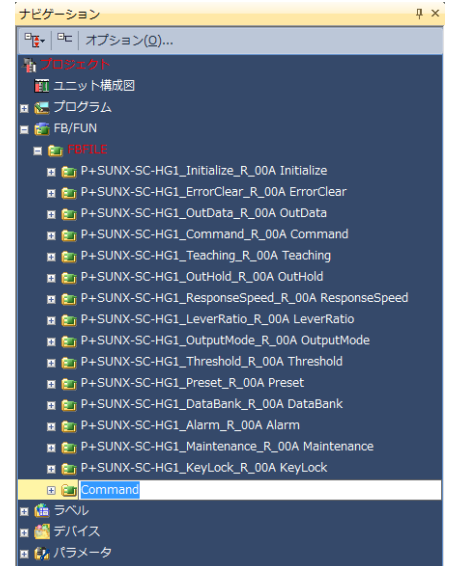 ナビゲーション
オプション(O)...
プロジェクト
ユニット構成図
プログラム
FB/FUN
FBFILE
P+SUNX-SC-HG1_Initialize_R_00A Initialize
P+SUNX-SC-HG1_ErrorClear_R_00A ErrorClear
P+SUNX-SC-HG1_OutData_R_00A OutData
P+SUNX-SC-HG1_Command_R_00A Command
P+SUNX-SC-HG1_Teaching_R_00A Teaching
P+SUNX-SC-HG1_OutHold_R_00A OutHold
P+SUNX-SC-HG1_ResponseSpeed_R_00A ResponseSpeed
P+SUNX-SC-HG1_LeverRatio_R_00A LeverRatio
P+SUNX-SC-HG1_OutputMode_R_00A OutputMode
P+SUNX-SC-HG1_Threshold_R_00A Threshold
P+SUNX-SC-HG1_Preset_R_00A Preset
P+SUNX-SC-HG1_DataBank_R_00A DataBank
P+SUNX-SC-HG1_Alarm_R_00A Alarm
P+SUNX-SC-HG1_Maintenance_R_00A Maintenance
P+SUNX-SC-HG1_KeyLock_R_00A KeyLock
Command
ラベル
デバイス
パラメータ